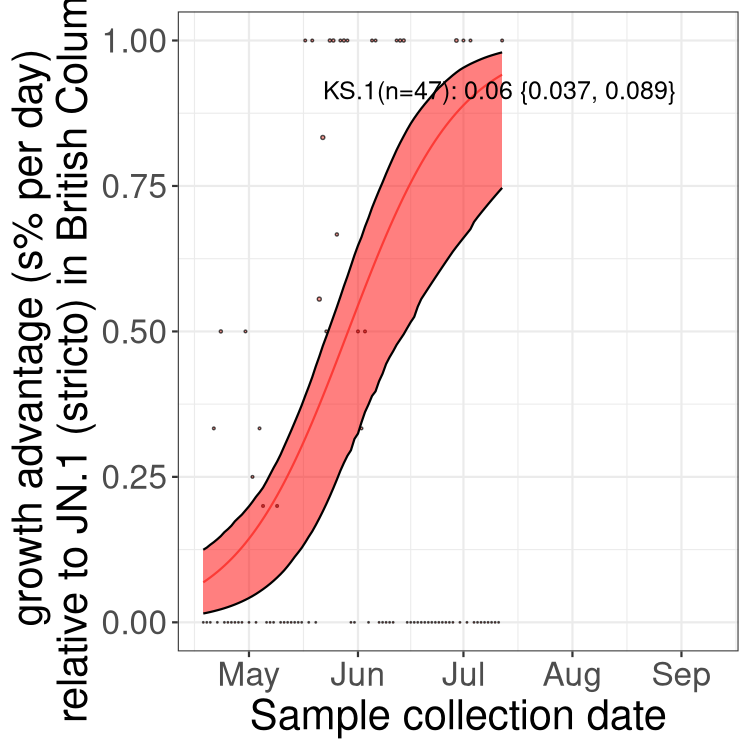 growth advantage (s% per day)
relative to JN.1 (stricto) in British Colum
1.00
0.75
0.50
0.25
0.00
KS.1(n=47): 0.06 {0.037, 0.089}
May Jun Jul Aug Sep
Sample collection date